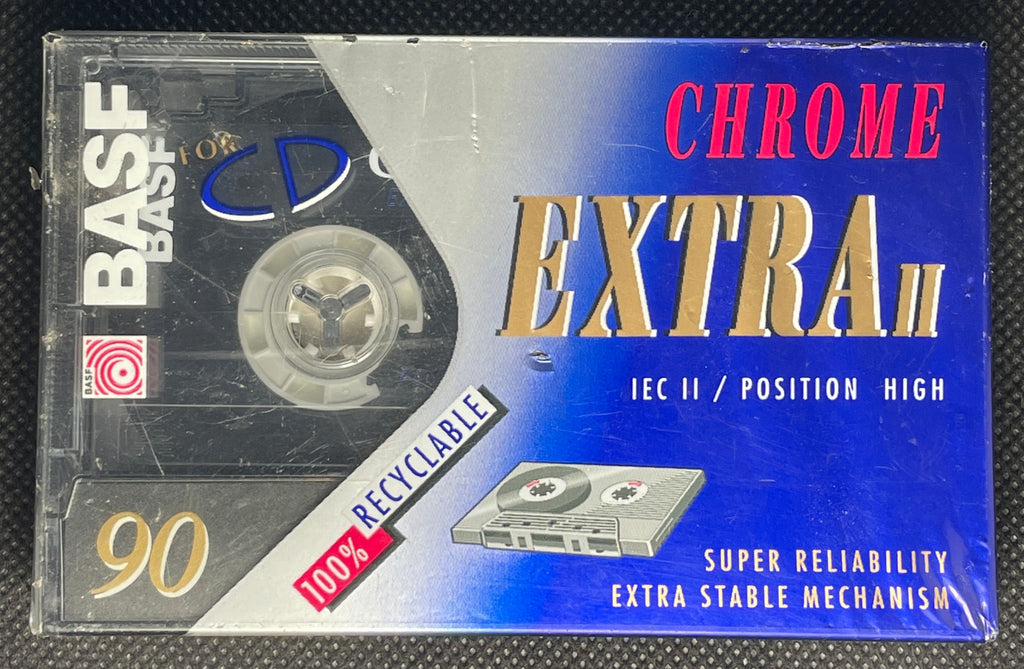 BASF
BASF
FOR
CD
BASF
90
CHROME
EXTRA II
IEC II / POSITION HIGH
100% RECYCLABLE
SUPER RELIABILITY
EXTRA STABLE MECHANISM